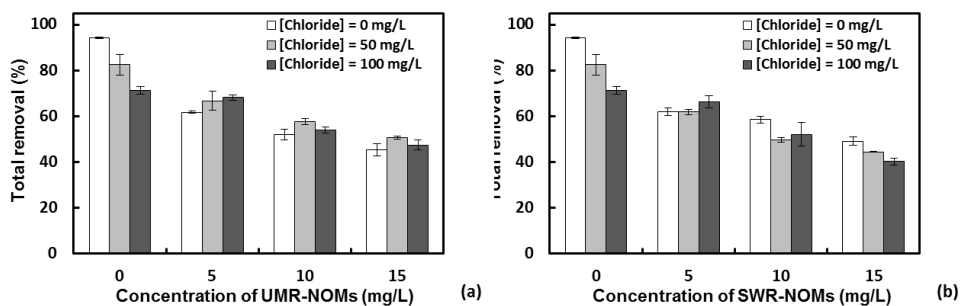 100
80
60
40
20
0
Total removal (%)
[Chloride] = 0 mg/L
[Chloride] = 50 mg/L
[Chloride] = 100 mg/L
0 5 10 15
Concentration of UMR-NOMs (mg/L)
(a)
100
80
60
40
20
0
Total removal (%)
[Chloride] = 0 mg/L
[Chloride] = 50 mg/L
[Chloride] = 100 mg/L
0 5 10 15
Concentration of SWR-NOMs (mg/L)
(b)